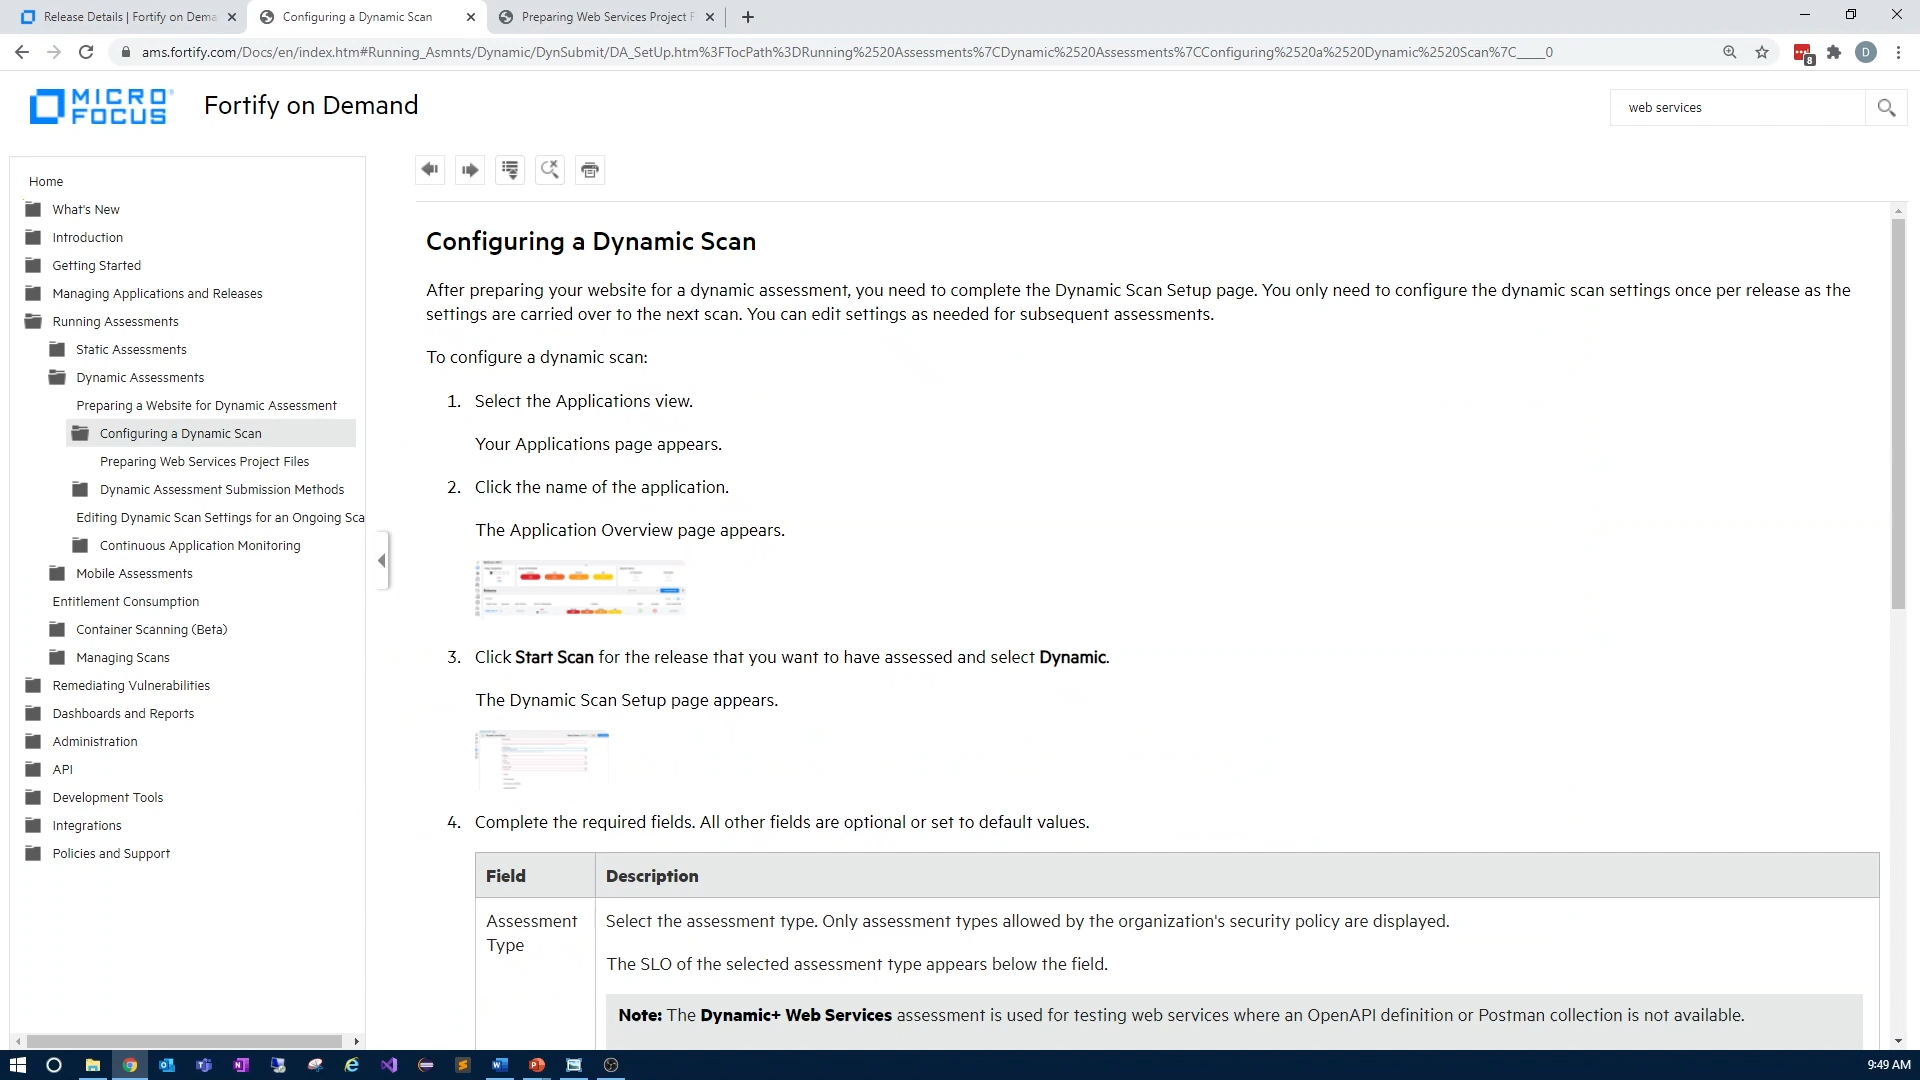 Release Details | Fortify on Dema
Configuring a Dynamic Scan
Preparing Web Services Project F
ams.fortify.com/Docs/en/index.htm#Running_Asmnts/Dynamic/DynSubmit/DA_SetUp.htm%3FTocPath%3DRunning%2520Assessments%7CDynamic%2520Assessments%7CConfiguring%2520a%2520Dynamic%2520Scan%7C_____0
8
D
MICRO
FOCUS
Fortify on Demand
web services
Home
What's New
Introduction
Getting Started
Managing Applications and Releases
Running Assessments
Static Assessments
Dynamic Assessments
Preparing a Website for Dynamic Assessment
Configuring a Dynamic Scan
Preparing Web Services Project Files
Dynamic Assessment Submission Methods
Editing Dynamic Scan Settings for an Ongoing Sca
Continuous Application Monitoring
Mobile Assessments
Entitlement Consumption
Container Scanning (Beta)
Managing Scans
Remediating Vulnerabilities
Dashboards and Reports
Administration
API
Development Tools
Integrations
Policies and Support
Configuring a Dynamic Scan
After preparing your website for a dynamic assessment, you need to complete the Dynamic Scan Setup page. You only need to configure the dynamic scan settings once per release as the
settings are carried over to the next scan. You can edit settings as needed for subsequent assessments.
To configure a dynamic scan:
1. Select the Applications view.
Your Applications page appears.
2. Click the name of the application.
The Application Overview page appears.
3. Click Start Scan for the release that you want to have assessed and select Dynamic.
The Dynamic Scan Setup page appears.
4. Complete the required fields. All other fields are optional or set to default values.
Field Description
Assessment Type
Select the assessment type. Only assessment types allowed by the organization's security policy are displayed.
The SLO of the selected assessment type appears below the field.
Note: The Dynamic+ Web Services assessment is used for testing web services where an OpenAPI definition or Postman collection is not available.
9:49 AM